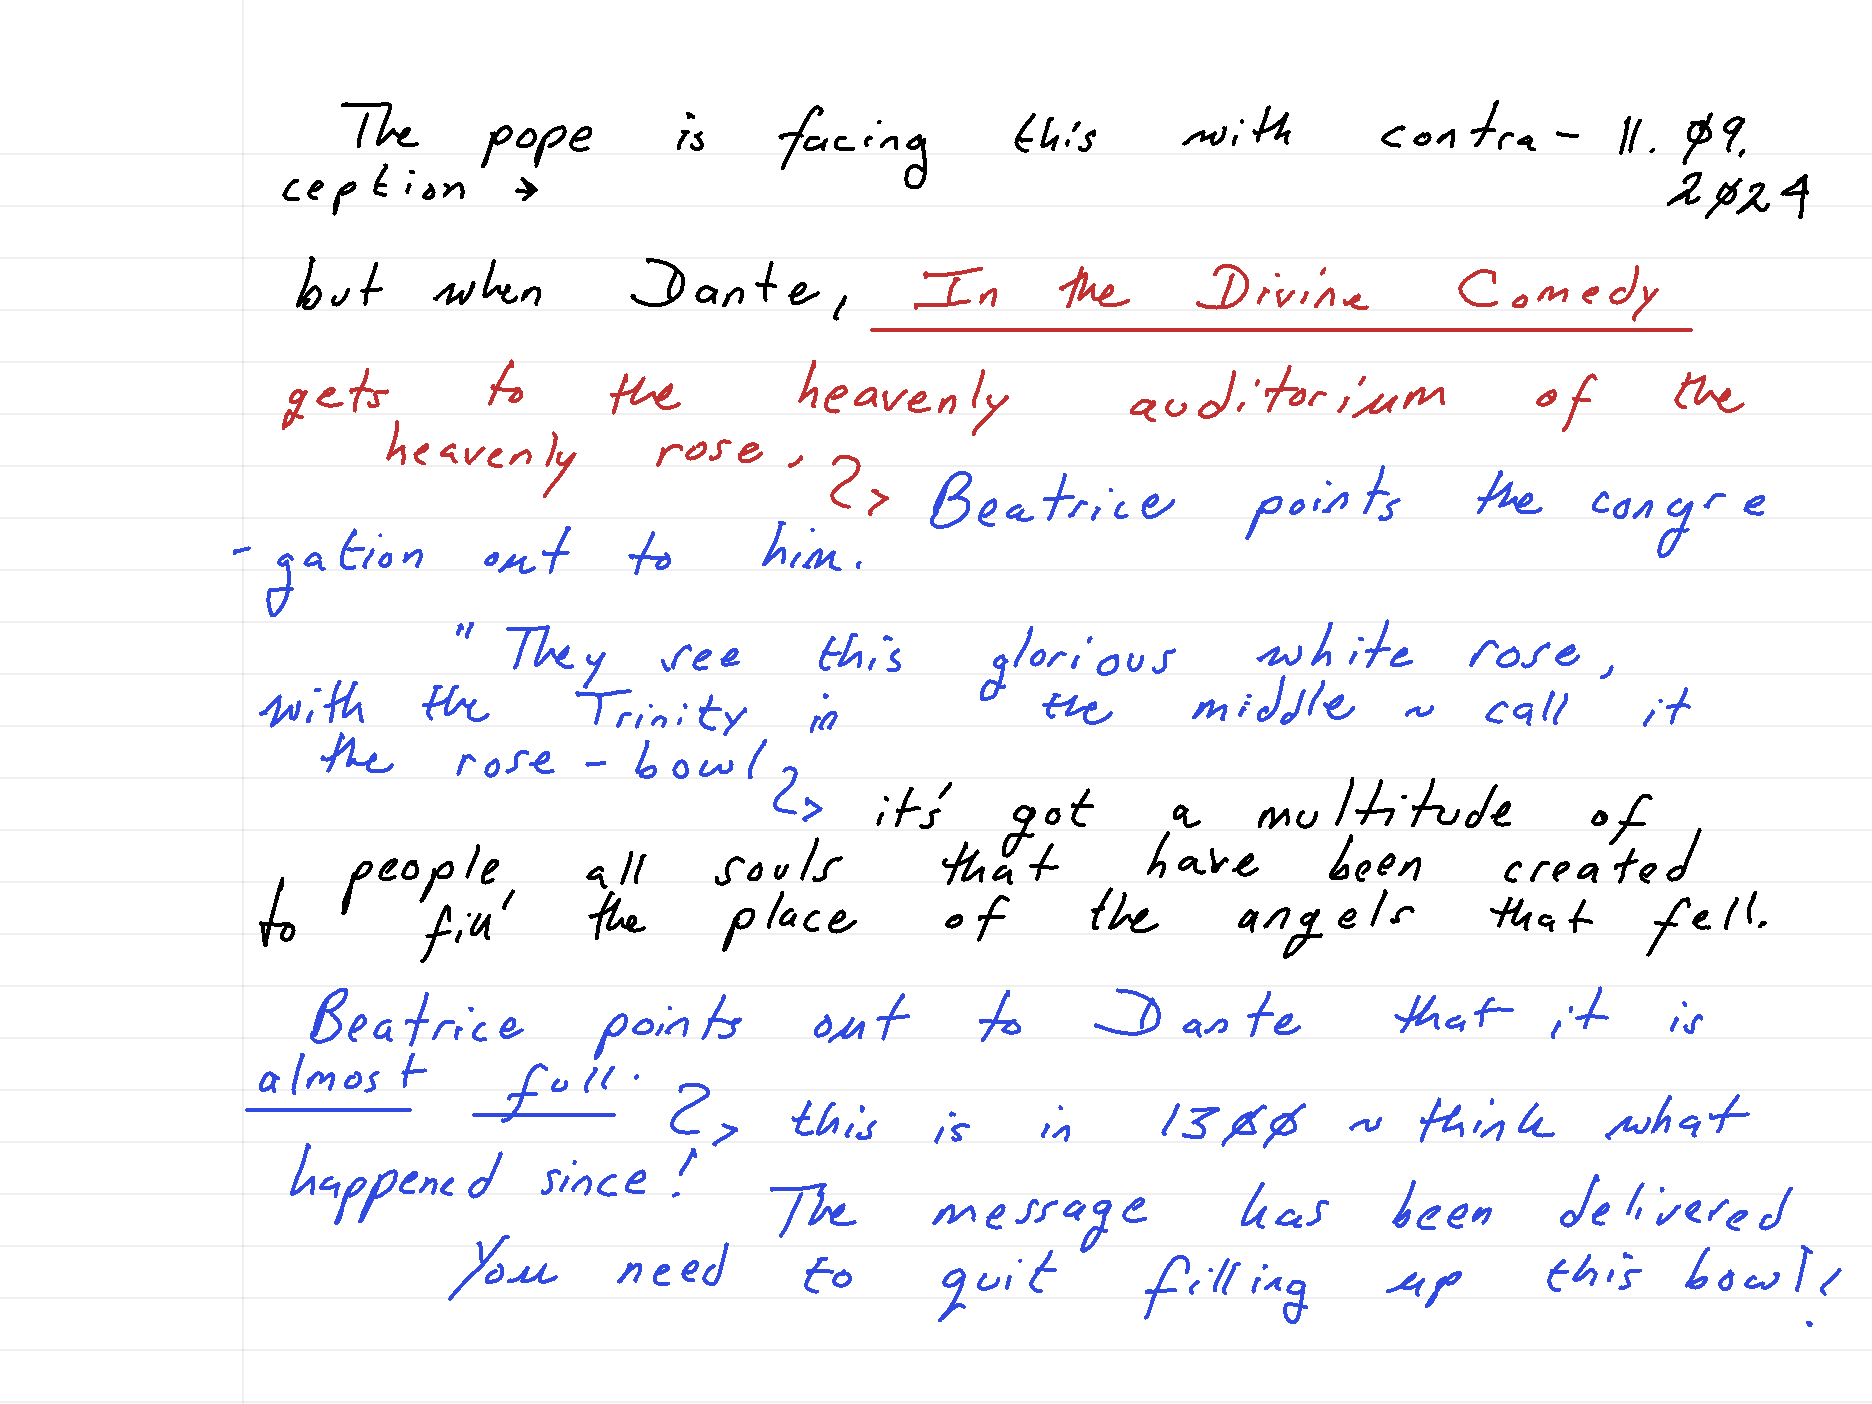 The pope is facing this with contra- 11. Ø9.
ception → 2Ø24
but when Dante, In the Divine Comedy
gets to the heavenly auditorium of the
heavenly rose,
Beatrice points the congre
-gation out to him.
"They see this glorious white rose,
with the Trinity in the middle ~ call it
the rose-bowl
it's got a multitude of
people, all souls that have been created
to fill the place of the angels that fell.
Beatrice points out to Dante that it is
almost full.
this is in 13ØØ ~ think what
happened since!
The message has been delivered
You need to quit filling up this bowl!